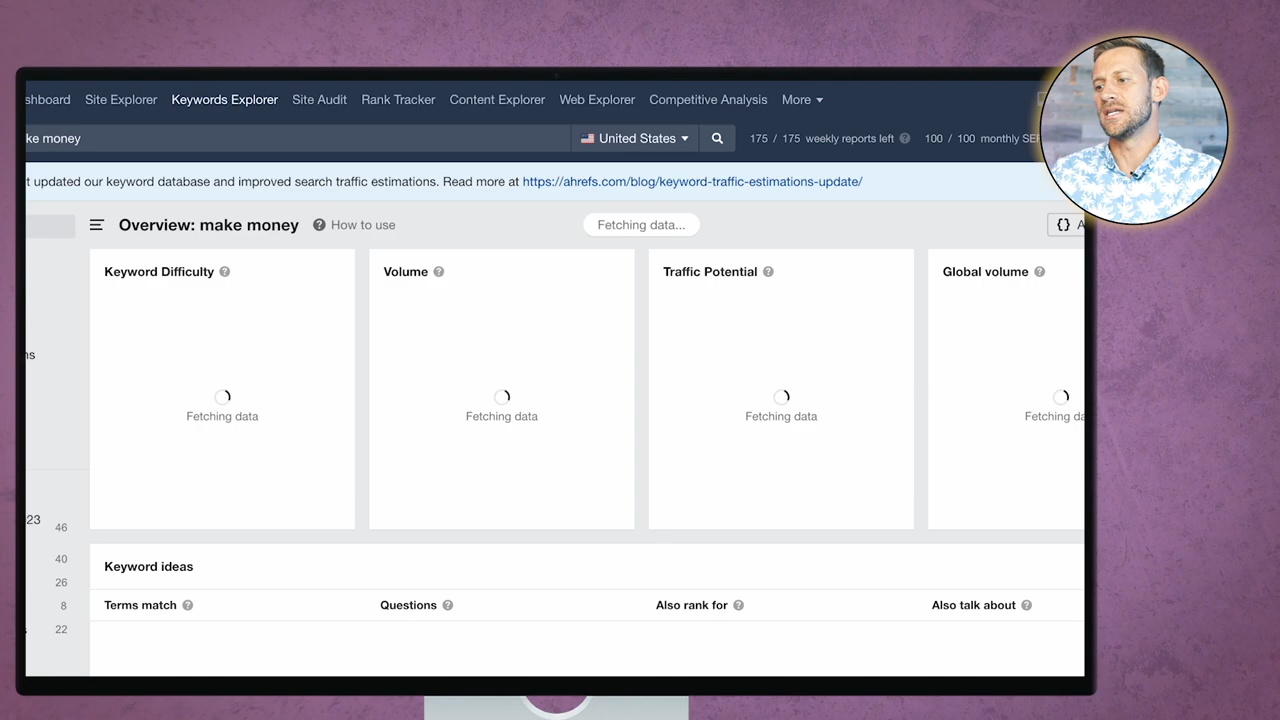 shboard Site Explorer Keywords Explorer Site Audit Rank Tracker Content Explorer Web Explorer Competitive Analysis More
ke money United States 175 / 175 weekly reports left 100 / 100 monthly SE
t updated our keyword database and improved search traffic estimations. Read more at https://ahrefs.com/blog/keyword-traffic-estimations-update/
Overview: make money How to use Fetching data... {} A
Keyword Difficulty Volume Traffic Potential Global volume
ns
Fetching data Fetching data Fetching data Fetching da
23 46
40
26
8
22
Keyword ideas
Terms match Questions Also rank for Also talk about